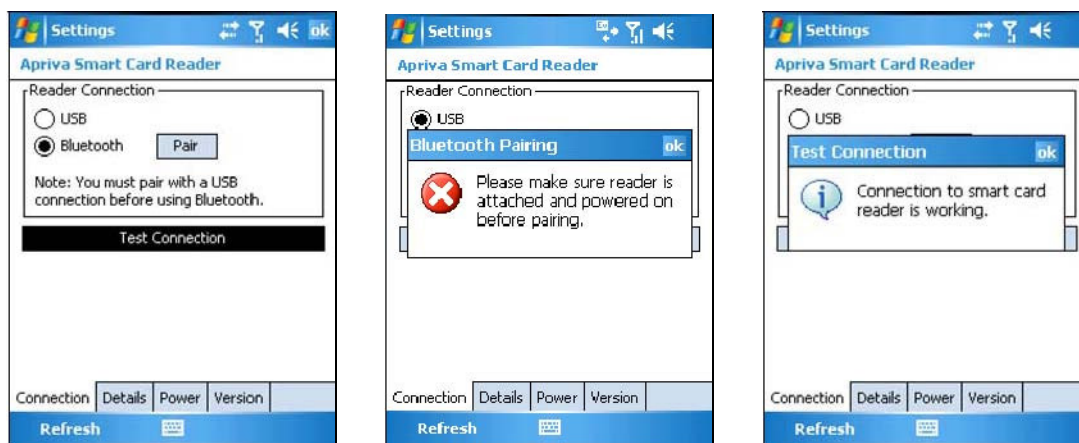 Settings
ok
Apriva Smart Card Reader
Reader Connection
USB
Bluetooth
Pair
Note: You must pair with a USB
connection before using Bluetooth.
Test Connection
Connection Details Power Version
Refresh
Settings
Apriva Smart Card Reader
Reader Connection
USB
Bluetooth Pairing
ok
Please make sure reader is
attached and powered on
before pairing.
Connection Details Power Version
Refresh
Settings
Apriva Smart Card Reader
Reader Connection
USB
Test Connection
ok
Connection to smart card
reader is working.
Connection Details Power Version
Refresh